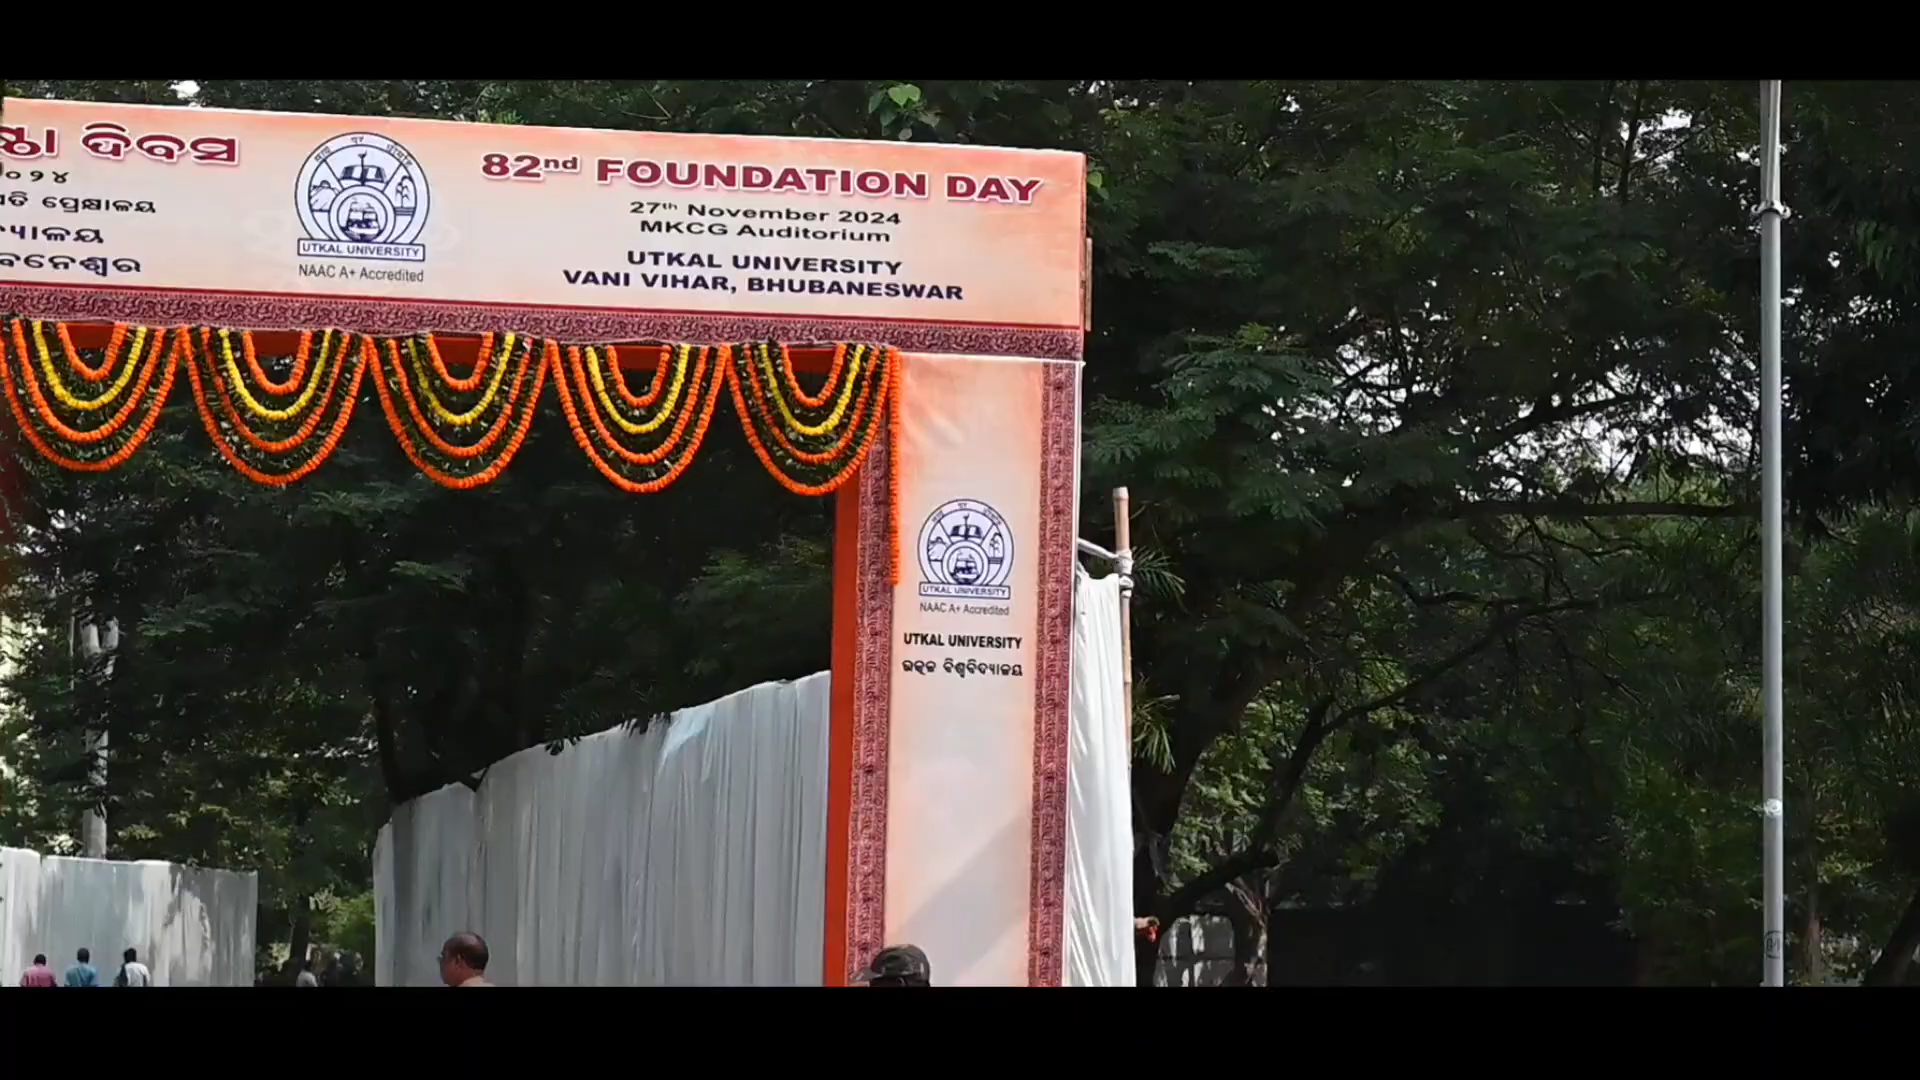 ଦିବସ
୨୪
ପ୍ରେକ୍ଷାଳୟ
UTKAL UNIVERSITY
NAAC A+ Accredited
82nd FOUNDATION DAY
27th November 2024
MKCG Auditorium
UTKAL UNIVERSITY
VANI VIHAR, BHUBANESWAR
UTKAL UNIVERSITY
NAAC A+ Accredited
UTKAL UNIVERSITY
ଉତ୍କଳ ବିଶ୍ୱବିଦ୍ୟାଳୟ